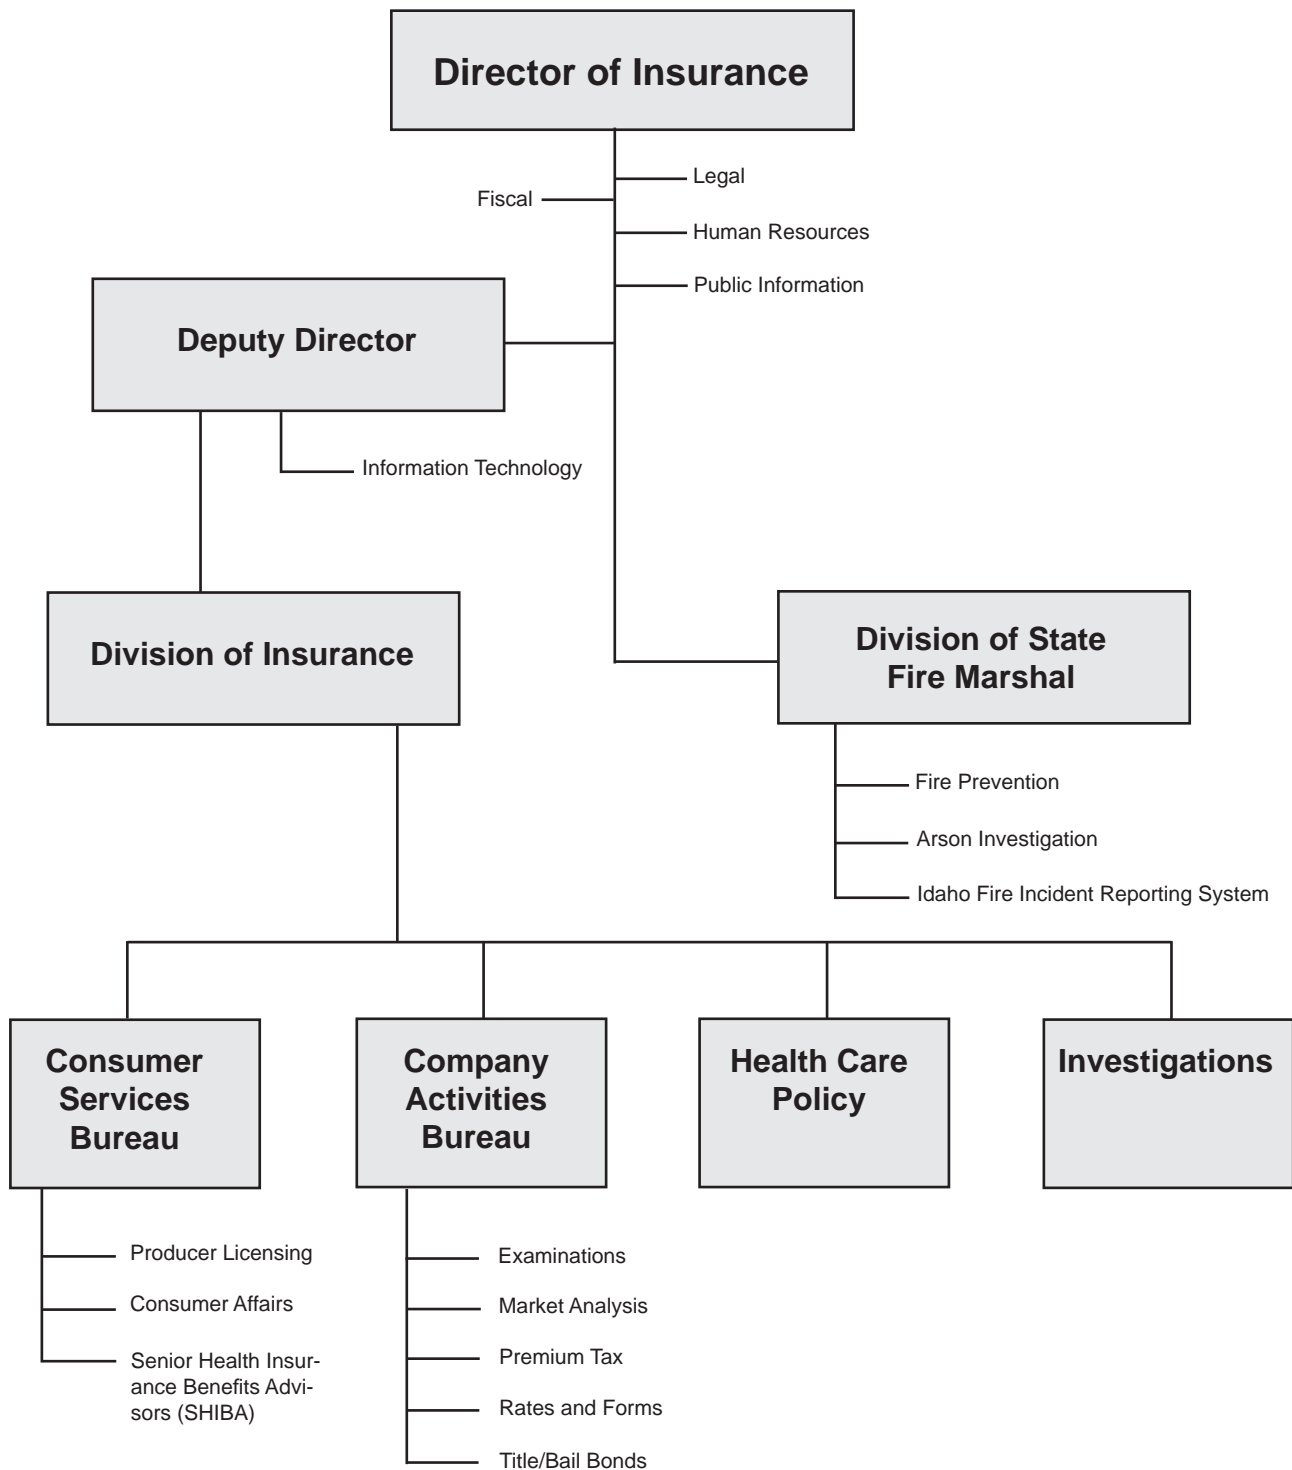 Director of Insurance
Legal
Fiscal
Human Resources
Public Information
Deputy Director
Information Technology
Division of Insurance
Division of State
Fire Marshal
Fire Prevention
Arson Investigation
Idaho Fire Incident Reporting System
Consumer
Services
Bureau
Company
Activities
Bureau
Health Care
Policy
Investigations
Producer Licensing
Consumer Affairs
Senior Health Insur-
ance Benefits Advi-
sors (SHIBA)
Examinations
Market Analysis
Premium Tax
Rates and Forms
Title/Bail Bonds